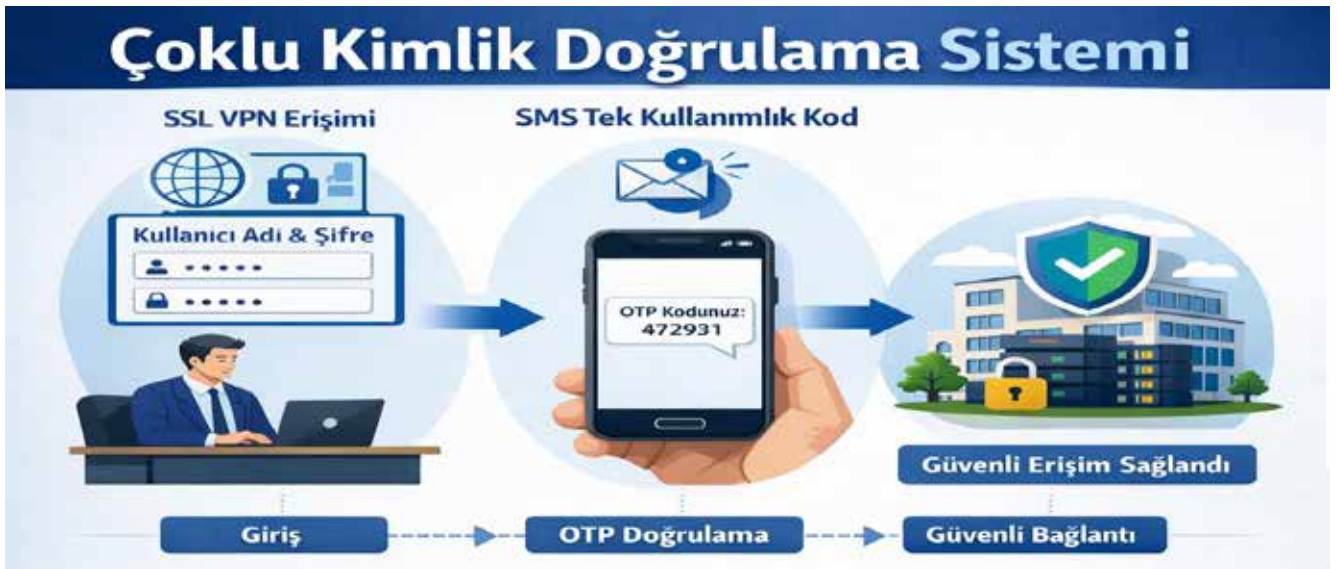 Çoklu Kimlik Doğrulama Sistemi
SSL VPN Erişimi
SMS Tek Kullanımlık Kod
Kullanıcı Adi & Şifre
OTP Kodunuz:
472931
Güvenli Erişim Sağlandı
Giriş
OTP Doğrulama
Güvenli Bağlantı